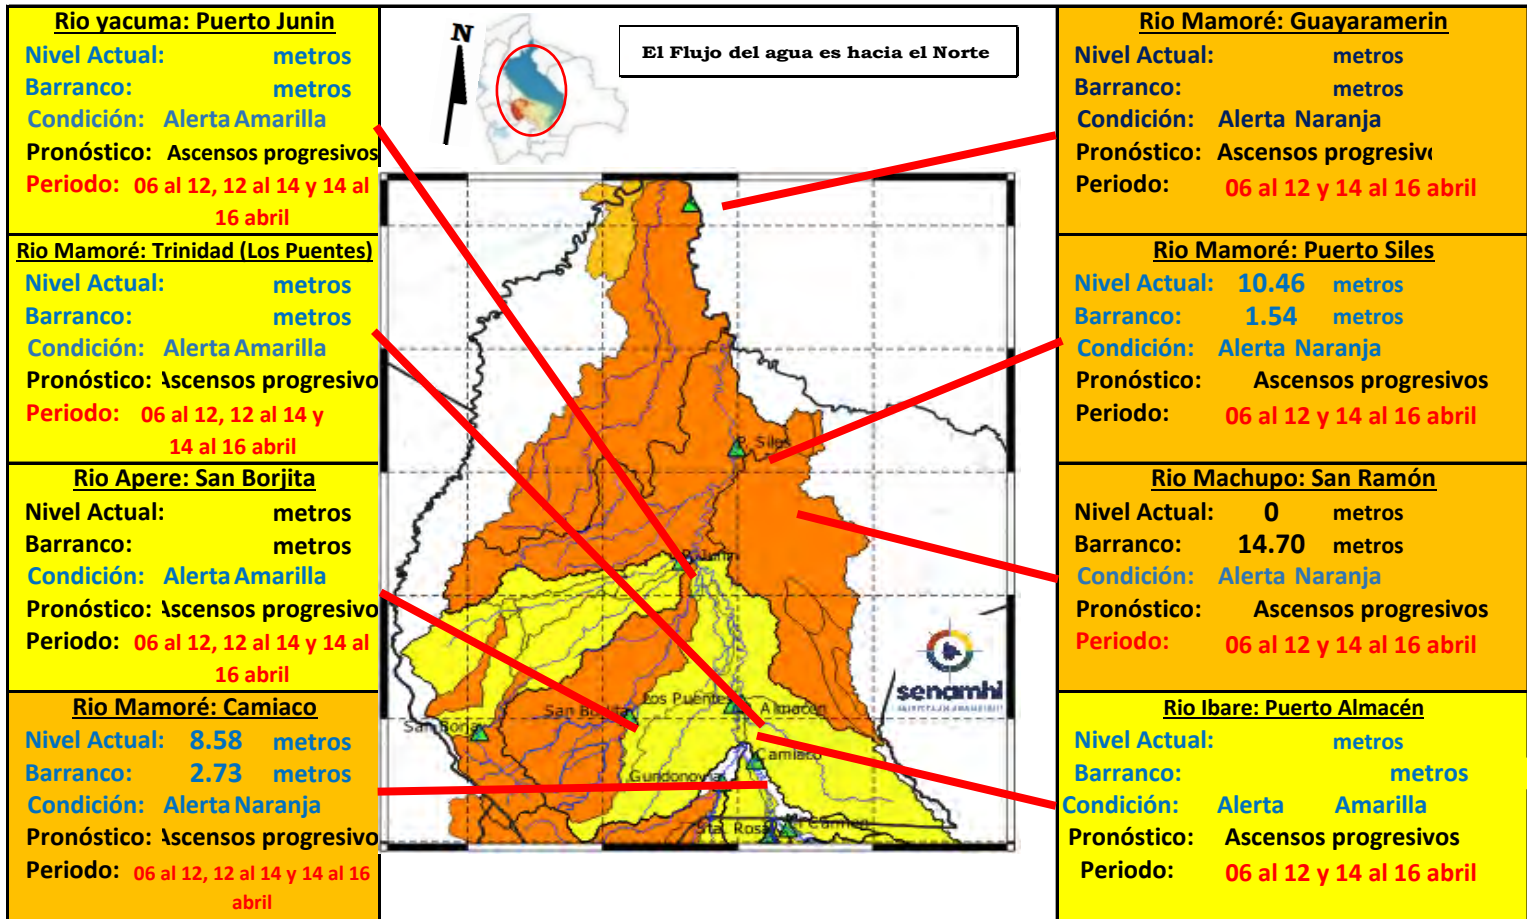 Rio yacuma: Puerto Junin
Nivel Actual: metros
Barranco: metros
Condición: Alerta Amarilla
Pronóstico: Ascensos progresivos
Periodo: 06 al 12, 12 al 14 y 14 al
16 abril
Rio Mamoré: Trinidad (Los Puentes)
Nivel Actual: metros
Barranco: metros
Condición: Alerta Amarilla
Pronóstico: Ascensos progresivo
Periodo: 06 al 12, 12 al 14 y
14 al 16 abril
Rio Apere: San Borjita
Nivel Actual: metros
Barranco: metros
Condición: Alerta Amarilla
Pronóstico: Ascensos progresivo
Periodo: 06 al 12, 12 al 14 y 14 al
16 abril
Rio Mamoré: Camiaco
Nivel Actual: 8.58 metros
Barranco: 2.73 metros
Condición: Alerta Naranja
Pronóstico: Ascensos progresivo
Periodo: 06 al 12, 12 al 14 y 14 al 16
abril
N
El Flujo del agua es hacia el Norte
P. Siles
P. Junin
Los Puentes
P. Almacén
San Borjita
San Borja
Camiaco
Gundonovia
Sta. Rosa
El Carmen
senamhi
Rio Mamoré: Guayaramerin
Nivel Actual: metros
Barranco: metros
Condición: Alerta Naranja
Pronóstico: Ascensos progresiv
Periodo: 06 al 12 y 14 al 16 abril
Rio Mamoré: Puerto Siles
Nivel Actual: 10.46 metros
Barranco: 1.54 metros
Condición: Alerta Naranja
Pronóstico: Ascensos progresivos
Periodo: 06 al 12 y 14 al 16 abril
Rio Machupo: San Ramón
Nivel Actual: 0 metros
Barranco: 14.70 metros
Condición: Alerta Naranja
Pronóstico: Ascensos progresivos
Periodo: 06 al 12 y 14 al 16 abril
Rio Ibare: Puerto Almacén
Nivel Actual: metros
Barranco: metros
Condición: Alerta Amarilla
Pronóstico: Ascensos progresivos
Periodo: 06 al 12 y 14 al 16 abril